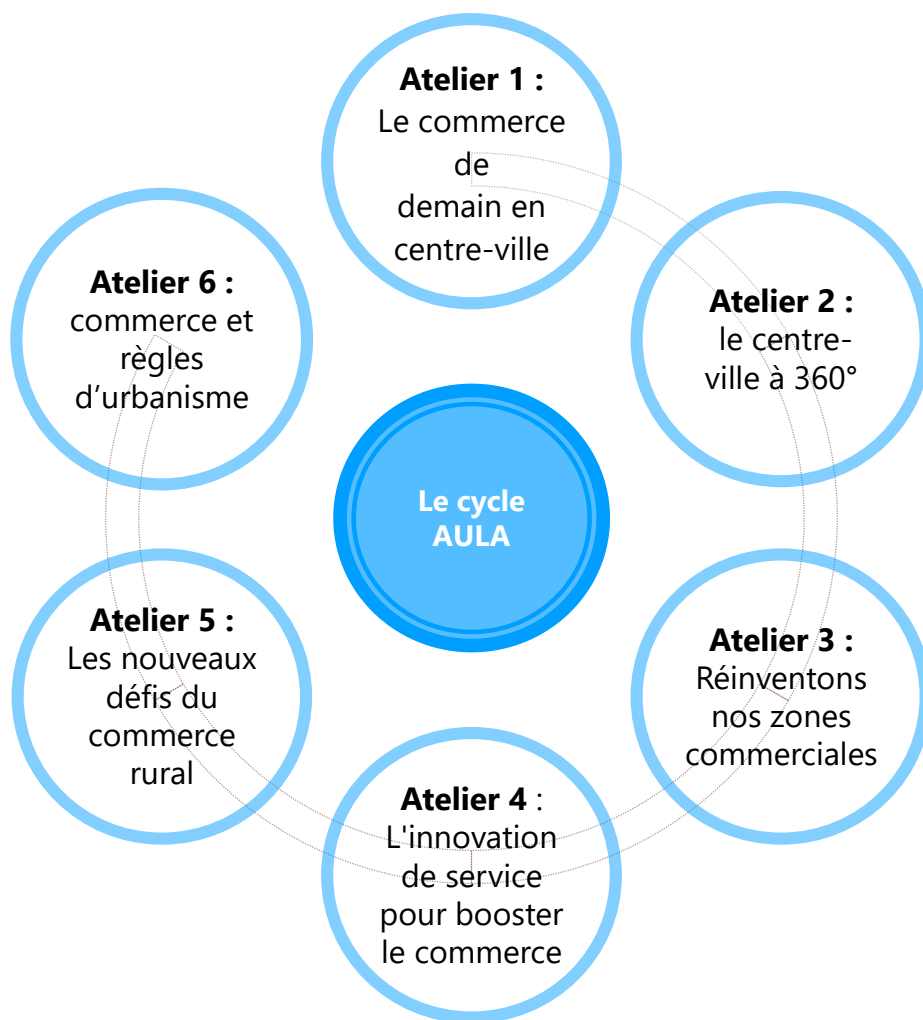 Atelier 1 :
Le commerce
de
demain en
centre-ville
Atelier 2 :
le centre-
ville à 360°
Atelier 3 :
Réinventons
nos zones
commerciales
Atelier 4 :
L'innovation
de service
pour booster
le commerce
Atelier 5 :
Les nouveaux
défis du
commerce
rural
Atelier 6 :
commerce et
règles
d’urbanisme
Le cycle
AULA